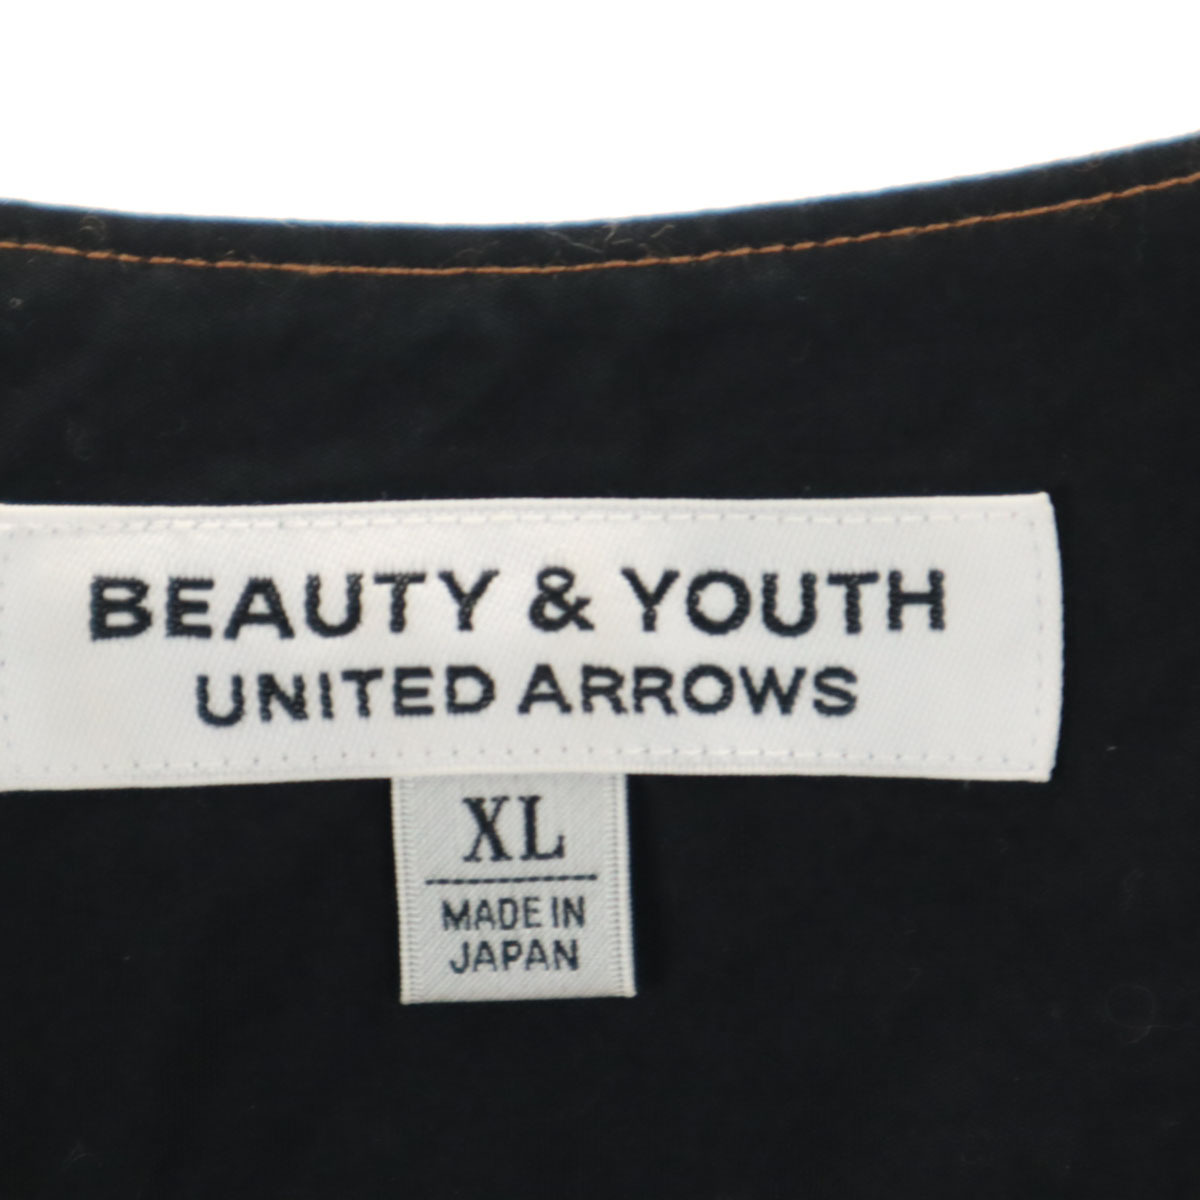 BEAUTY & YOUTH
UNITED ARROWS
XL
MADE IN
JAPAN